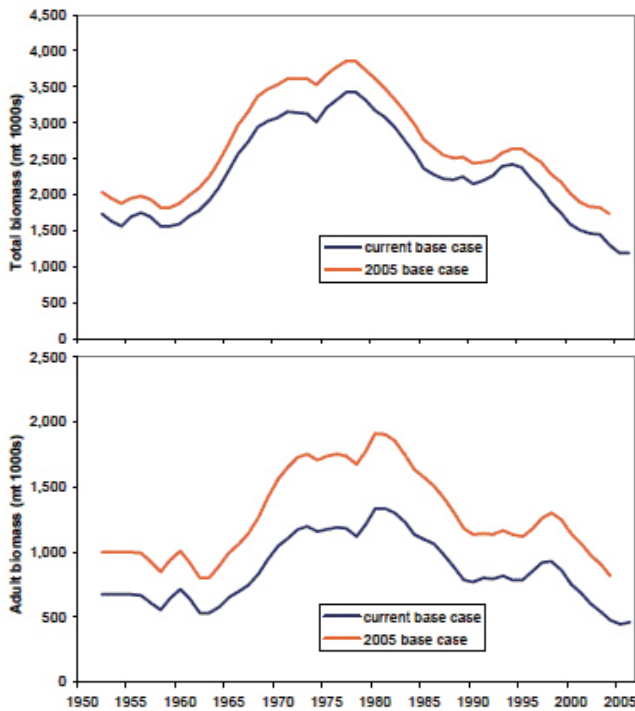 4,500
4,000
3,500
3,000
2,500
2,000
1,500
1,000
500
0
Total biomass (mt 1000s)
current base case
2005 base case
2,500
2,000
1,500
1,000
500
0
Adult biomass (mt 1000s)
current base case
2005 base case
1950 1955 1960 1965 1970 1975 1980 1985 1990 1995 2000 2005